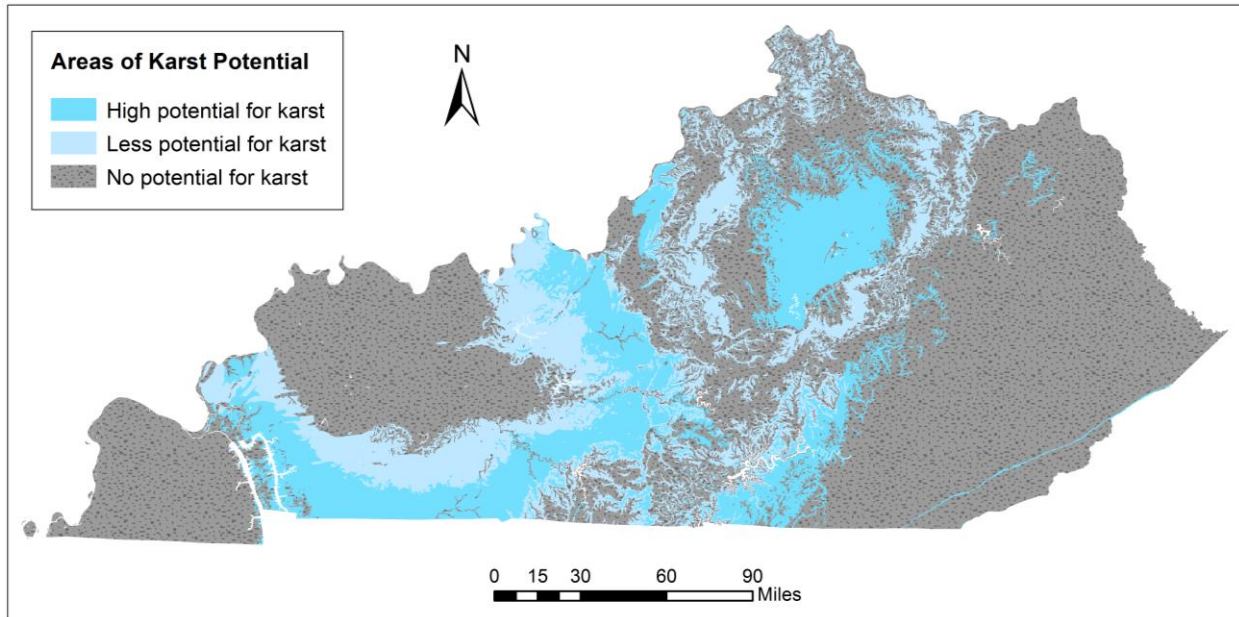 Areas of Karst Potential
High potential for karst
Less potential for karst
No potential for karst
N
0 15 30 60 90
Miles